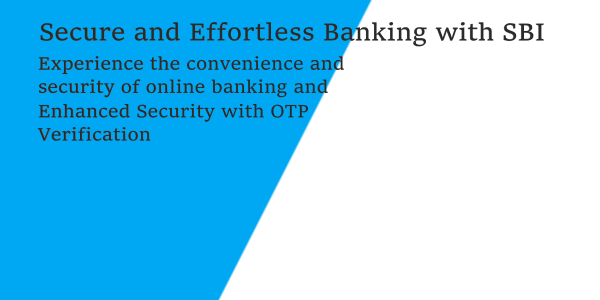 Secure and Effortless Banking with SBI
Experience the convenience and
security of online banking and
Enhanced Security with OTP
Verification